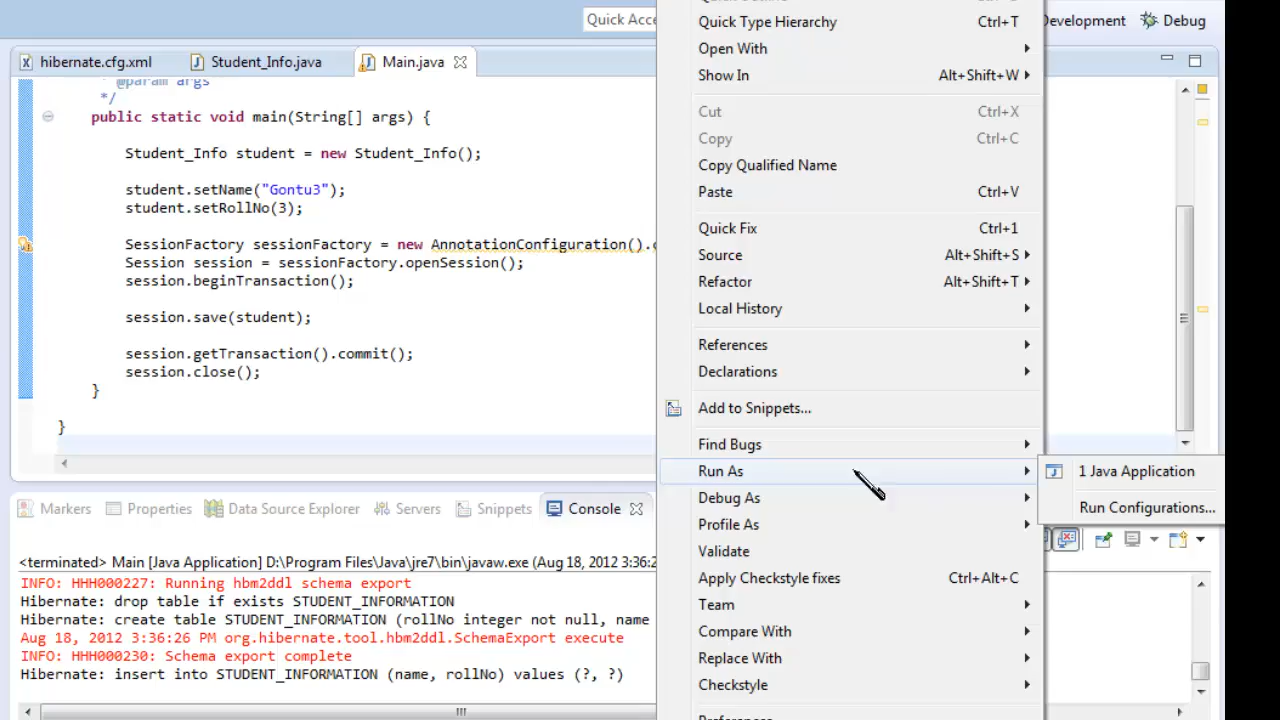 Quick Acce
Development
Debug
hibernate.cfg.xml
Student_Info.java
Main.java
* @param args
*/
public static void main(String[] args) {
Student_Info student = new Student_Info();
student.setName("Gontu3");
student.setRollNo(3);
SessionFactory sessionFactory = new AnnotationConfiguration().
Session session = sessionFactory.openSession();
session.beginTransaction();
session.save(student);
session.getTransaction().commit();
session.close();
}
}
Quick Outline
Quick Type Hierarchy Ctrl+T
Open With
Show In Alt+Shift+W
Cut Ctrl+X
Copy Ctrl+C
Copy Qualified Name
Paste Ctrl+V
Quick Fix Ctrl+1
Source Alt+Shift+S
Refactor Alt+Shift+T
Local History
References
Declarations
Add to Snippets...
Find Bugs
Run As
Debug As
Profile As
Validate
Apply Checkstyle fixes Ctrl+Alt+C
Team
Compare With
Replace With
Checkstyle
Preferences
1 Java Application
Run Configurations...
Markers
Properties
Data Source Explorer
Servers
Snippets
Console
<terminated> Main [Java Application] D:\Program Files\Java\jre7\bin\javaw.exe (Aug 18, 2012 3:36:2
INFO: HHH000227: Running hbm2ddl schema export
Hibernate: drop table if exists STUDENT_INFORMATION
Hibernate: create table STUDENT_INFORMATION (rollNo integer not null, name
Aug 18, 2012 3:36:26 PM org.hibernate.tool.hbm2ddl.SchemaExport execute
INFO: HHH000230: Schema export complete
Hibernate: insert into STUDENT_INFORMATION (name, rollNo) values (?, ?)